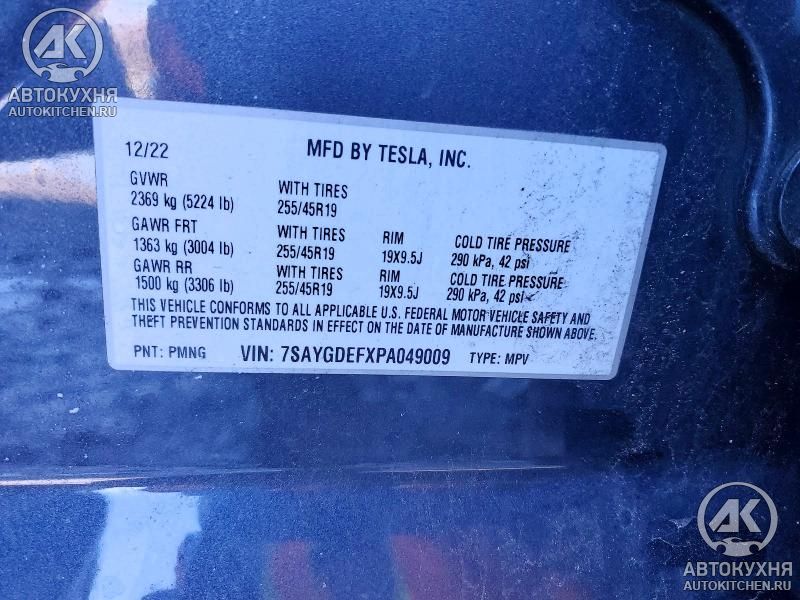 AK
АВТОКУХНЯ
AUTOKITCHEN.RU
12/22 MFD BY TESLA, INC.
GVWR
2369 kg (5224 lb)
WITH TIRES
255/45R19
GAWR FRT
1363 kg (3004 lb)
WITH TIRES
255/45R19
RIM
19X9.5J
COLD TIRE PRESSURE
290 kPa, 42 psi
GAWR RR
1500 kg (3306 lb)
WITH TIRES
255/45R19
RIM
19X9.5J
COLD TIRE PRESSURE
290 kPa, 42 psi
THIS VEHICLE CONFORMS TO ALL APPLICABLE U.S. FEDERAL MOTOR VEHICLE SAFETY AND
THEFT PREVENTION STANDARDS IN EFFECT ON THE DATE OF MANUFACTURE SHOWN ABOVE.
PNT: PMNG VIN: 7SAYGDEFXPA049009 TYPE: MPV
AK
АВТОКУХНЯ
AUTOKITCHEN.RU